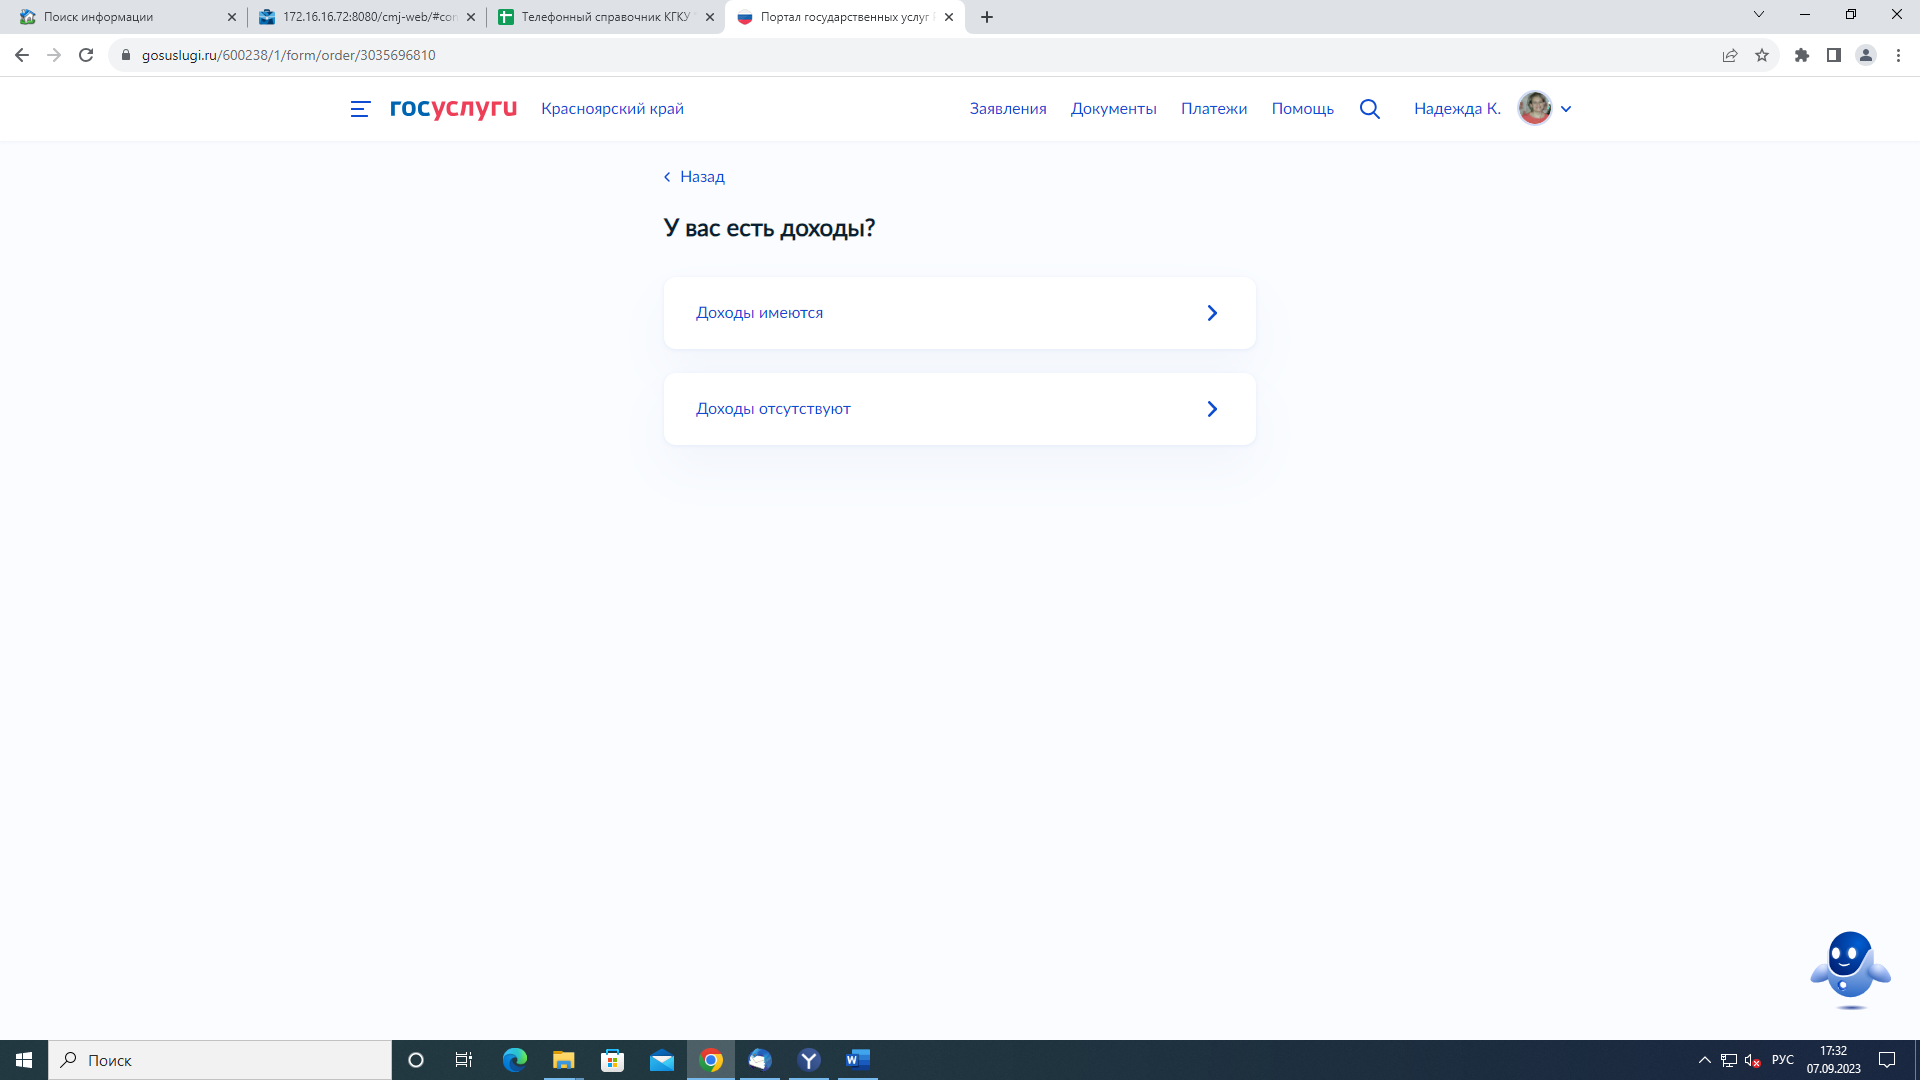 Поиск информации
172.16.16.72:8080/cmj-web/#con
Телефонный справочник КГКУ
Портал государственных услуг
gosuslugi.ru/600238/1/form/order/3035696810
госуслуги
Красноярский край
Заявления
Документы
Платежи
Помощь
Надежда К.
Назад
У вас есть доходы?
Доходы имеются
Доходы отсутствуют
Поиск
РУС
17:32
07.09.2023